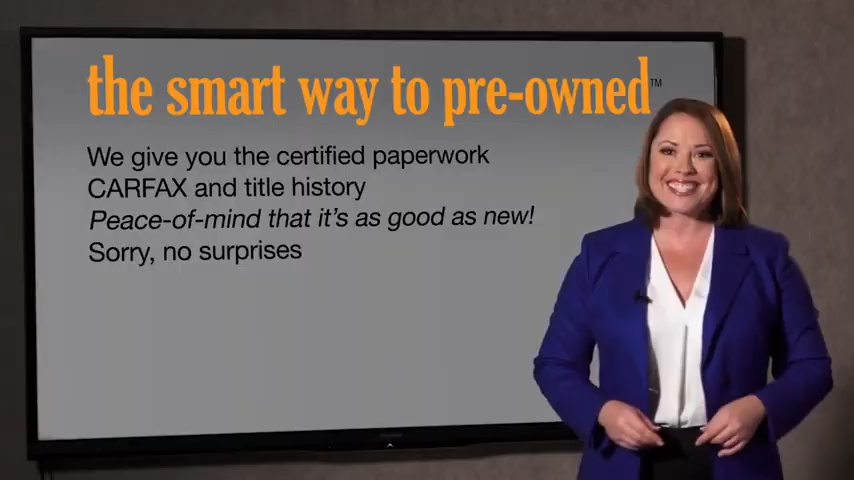 the smart way to pre-owned™
We give you the certified paperwork
CARFAX and title history
Peace-of-mind that it's as good as new!
Sorry, no surprises